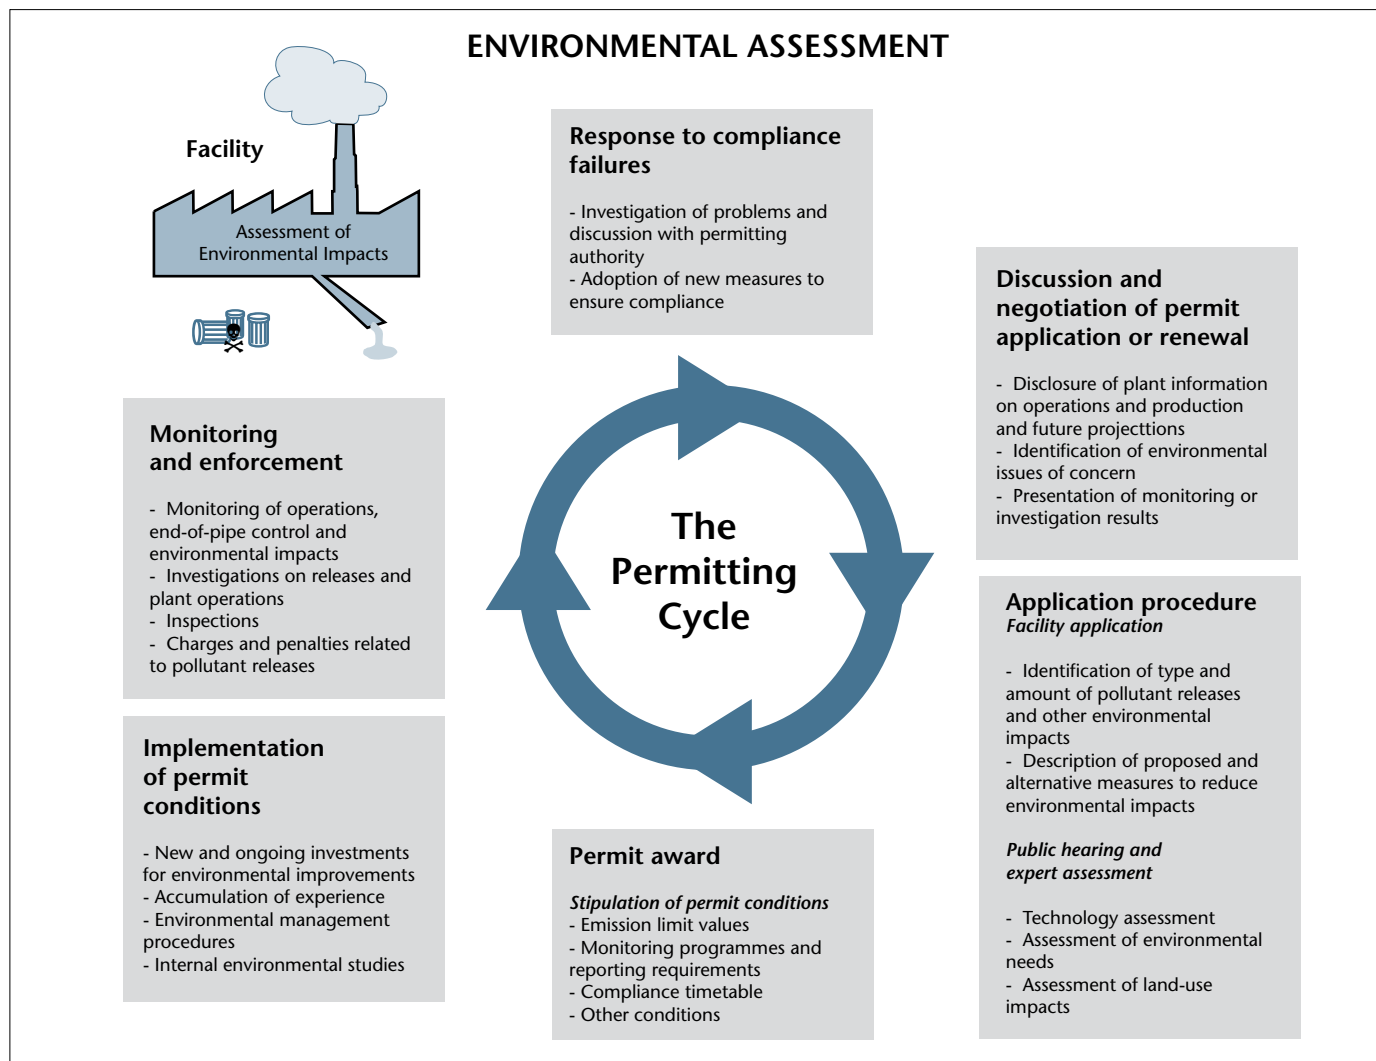 ENVIRONMENTAL ASSESSMENT
Facility
Assessment of
Environmental Impacts
Response to compliance
failures
- Investigation of problems and
discussion with permitting
authority
- Adoption of new measures to
ensure compliance
Discussion and
negotiation of permit
application or renewal
- Disclosure of plant information
on operations and production
and future projecttions
- Identification of environmental
issues of concern
- Presentation of monitoring or
investigation results
Application procedure
Facility application
- Identification of type and
amount of pollutant releases
and other environmental
impacts
- Description of proposed and
alternative measures to reduce
environmental impacts
Public hearing and
expert assessment
- Technology assessment
- Assessment of environmental
needs
- Assessment of land-use
impacts
Permit award
Stipulation of permit conditions
- Emission limit values
- Monitoring programmes and
reporting requirements
- Compliance timetable
- Other conditions
Implementation
of permit
conditions
- New and ongoing investments
for environmental improvements
- Accumulation of experience
- Environmental management
procedures
- Internal environmental studies
Monitoring
and enforcement
- Monitoring of operations,
end-of-pipe control and
environmental impacts
- Investigations on releases and
plant operations
- Inspections
- Charges and penalties related
to pollutant releases
The
Permitting
Cycle